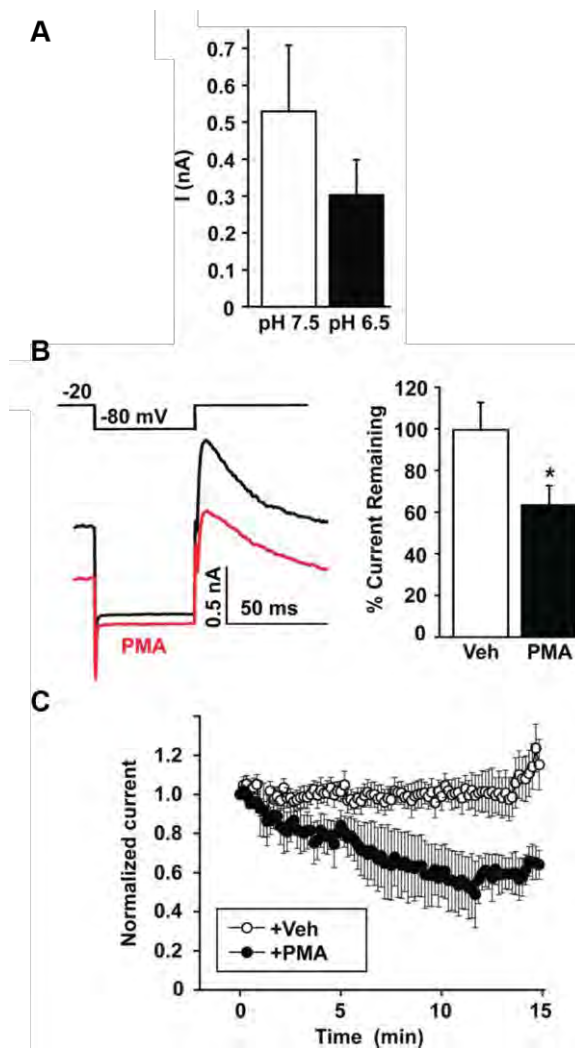 A
I (nA)
0.7
0.6
0.5
0.4
0.3
0.2
0.1
0
pH 7.5 pH 6.5
B
-20
-80 mV
0.5 nA
50 ms
PMA
% Current Remaining
120
100
80
60
40
20
0
*
Veh PMA
C
Normalized current
1.2
1.0
0.8
0.6
0.4
0.2
0
+Veh
+PMA
0 5 10 15
Time (min)